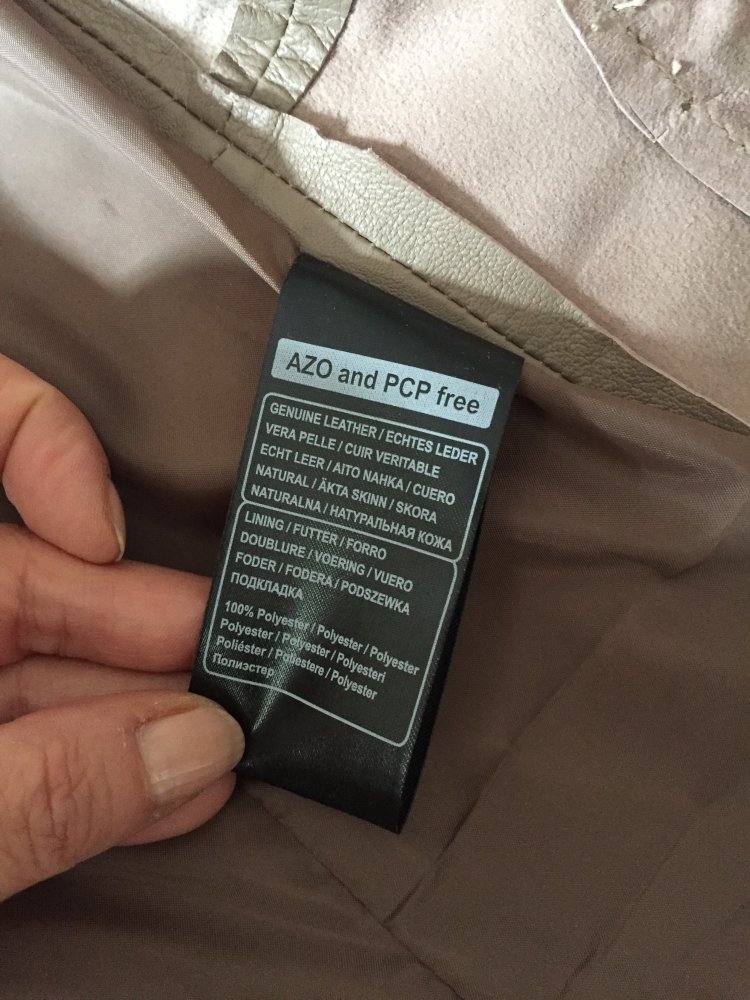 AZO and PCP free
GENUINE LEATHER / ECHTES LEDER
VERA PELLE / CUIR VERITABLE
ECHT LEER / AITO NAHKA / CUERO
NATURAL / ÄKTA SKINN / SKORA
NATURALNA / НАТУРАЛЬНАЯ КОЖА
LINING / FUTTER / FORRO
DOUBLURE / VOERING / VUERO
FODER / FODERA / PODSZEWKA
ПОДКЛАДКА
100% Polyester / Polyester / Polyester
Polyester / Polyester / Polyesteri
Poliéster / Poliestere / Polyester
Полиэстер